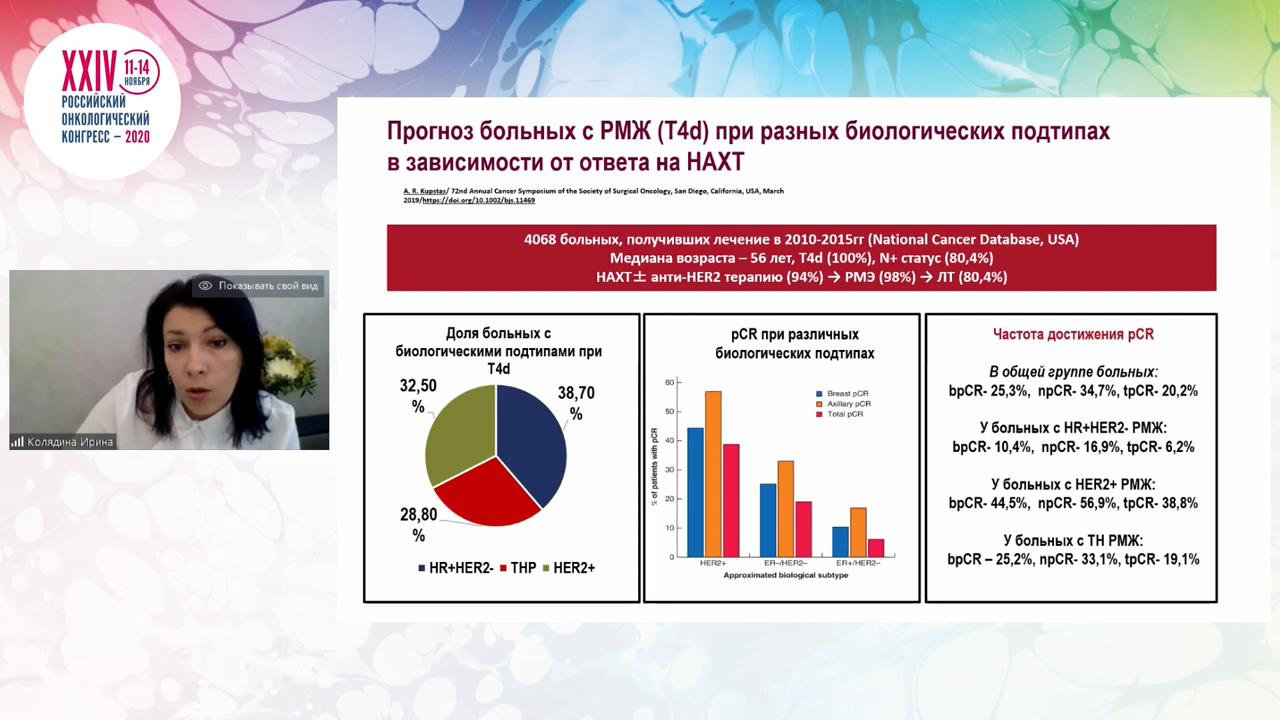 XXIV
11-14
НОЯБРЯ
РОССИЙСКИЙ
ОНКОЛОГИЧЕСКИЙ
КОНГРЕСС – 2020
Показывать свой вид
Колядина Ирина
Прогноз больных с РМЖ (T4d) при разных биологических подтипах
в зависимости от ответа на НАХТ
A. R. Kupstas/ 72nd Annual Cancer Symposium of the Society of Surgical Oncology, San Diego, California, USA, March
2019/https://doi.org/10.1002/bjs.11469
4068 больных, получивших лечение в 2010-2015гг (National Cancer Database, USA)
Медиана возраста – 56 лет, T4d (100%), N+ статус (80,4%)
НАХТ± анти-HER2 терапию (94%) → РМЭ (98%) → ЛТ (80,4%)
Доля больных с
биологическими подтипами при
T4d
32,50
%
38,70
%
28,80
%
HR+HER2- ТНР HER2+
pCR при различных
биологических подтипах
% of patients with pCR
60
50
40
30
20
10
0
Breast pCR
Axillary pCR
Total pCR
HER2+ ER–/HER2– ER+/HER2–
Approximated biological subtype
Частота достижения pCR
В общей группе больных:
bpCR- 25,3%, npCR- 34,7%, tpCR- 20,2%
У больных с HR+HER2- РМЖ:
bpCR- 10,4%, npCR- 16,9%, tpCR- 6,2%
У больных с HER2+ РМЖ:
bpCR- 44,5%, npCR- 56,9%, tpCR- 38,8%
У больных с ТН РМЖ:
bpCR – 25,2%, npCR- 33,1%, tpCR- 19,1%